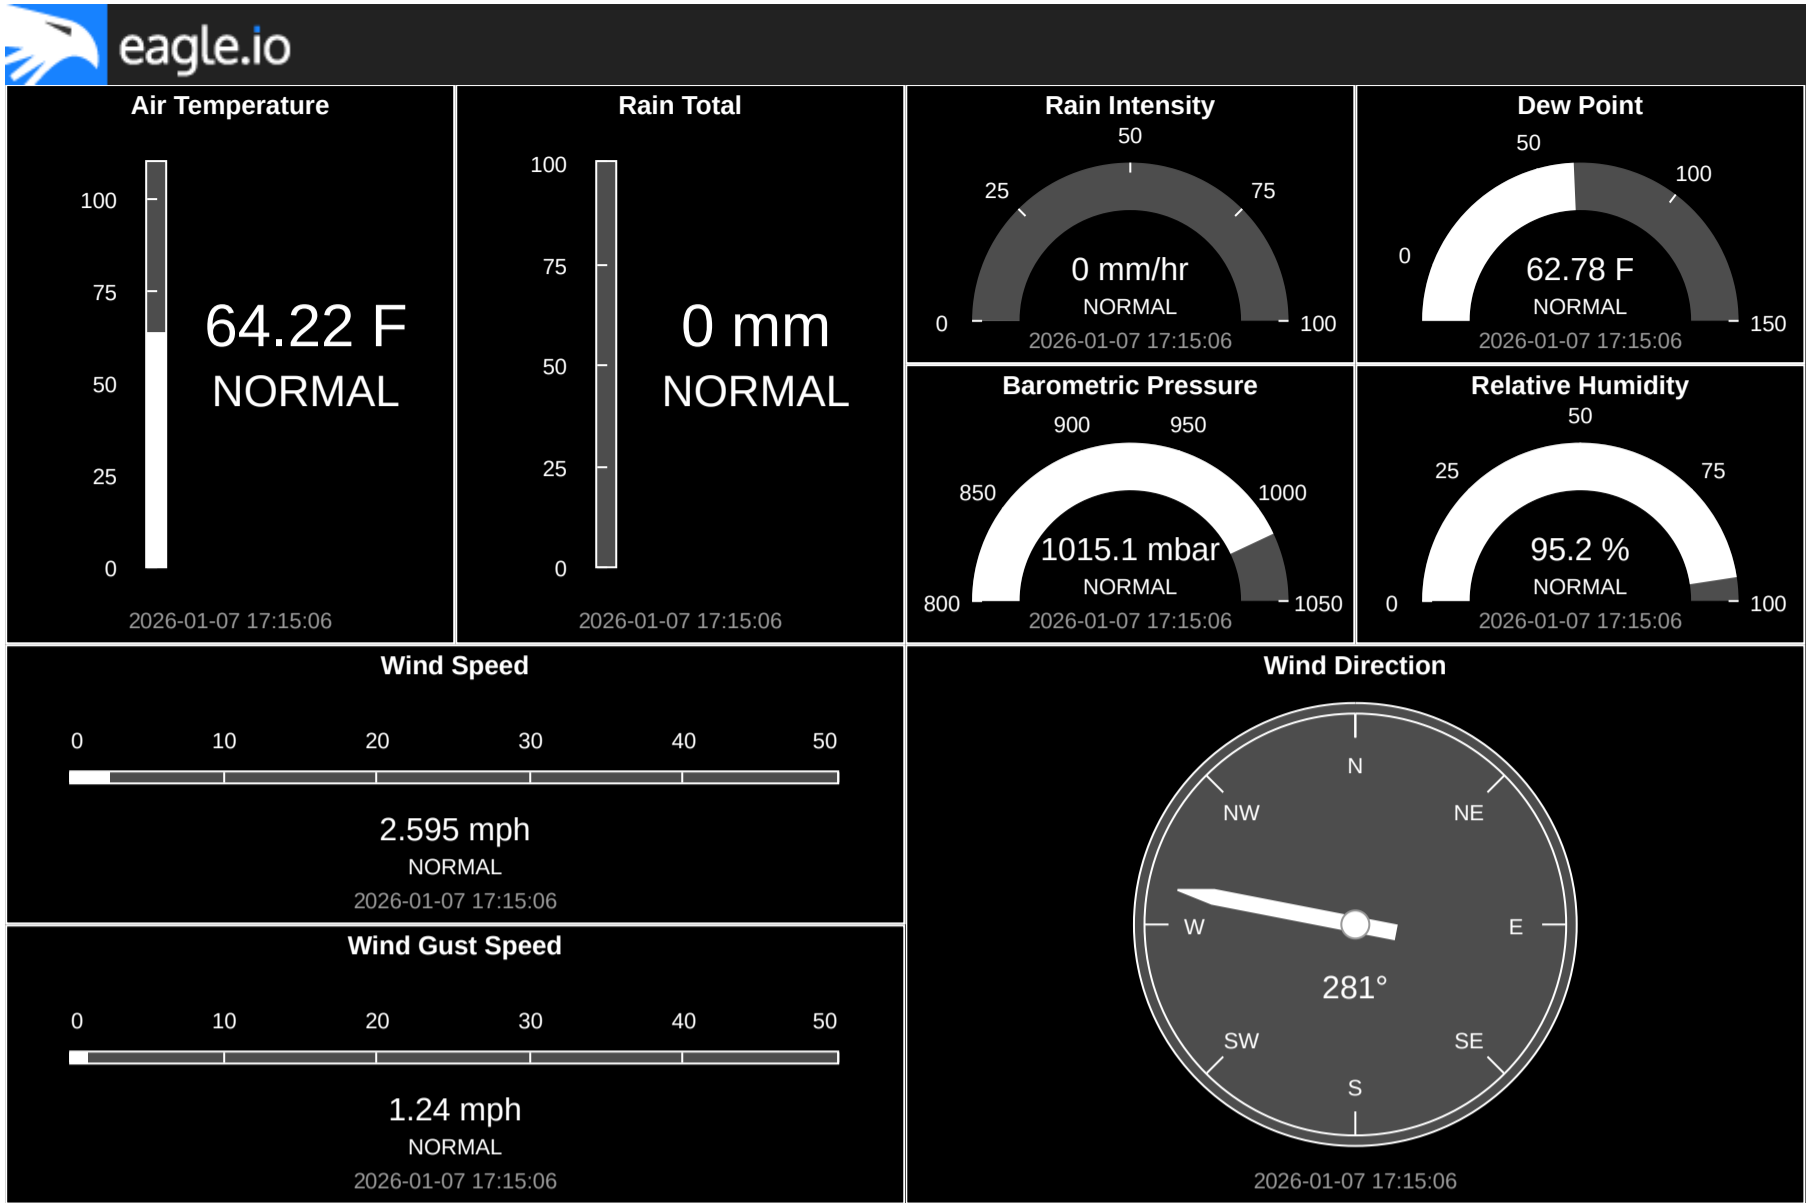 eagle.io
Air Temperature
100
75
50
25
0
64.22 F
NORMAL
2026-01-07 17:15:06
Rain Total
100
75
50
25
0
0 mm
NORMAL
2026-01-07 17:15:06
Rain Intensity
50
25
75
0
100
0 mm/hr
NORMAL
2026-01-07 17:15:06
Dew Point
50
100
0
150
62.78 F
NORMAL
2026-01-07 17:15:06
Barometric Pressure
900
950
850
1000
800
1050
1015.1 mbar
NORMAL
2026-01-07 17:15:06
Relative Humidity
50
25
75
0
100
95.2 %
NORMAL
2026-01-07 17:15:06
Wind Speed
0 10 20 30 40 50
2.595 mph
NORMAL
2026-01-07 17:15:06
Wind Gust Speed
0 10 20 30 40 50
1.24 mph
NORMAL
2026-01-07 17:15:06
Wind Direction
N
NW
NE
W
E
281°
SW
SE
S
2026-01-07 17:15:06